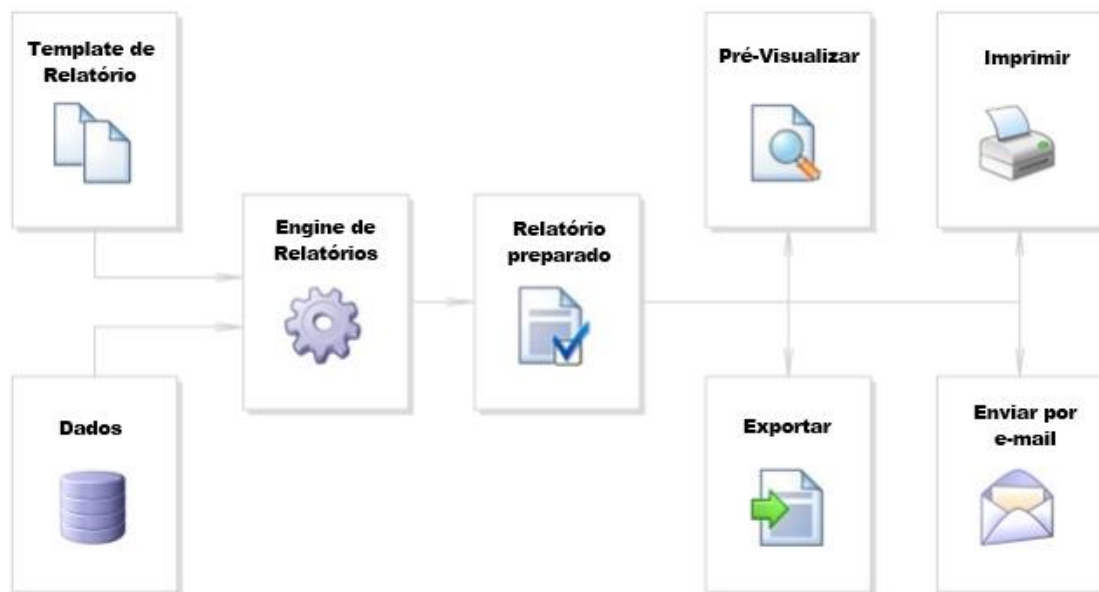 Template de
Relatório
Pré-Visualizar
Imprimir
Engine de
Relatórios
Relatório
preparado
Dados
Exportar
Enviar por
e-mail